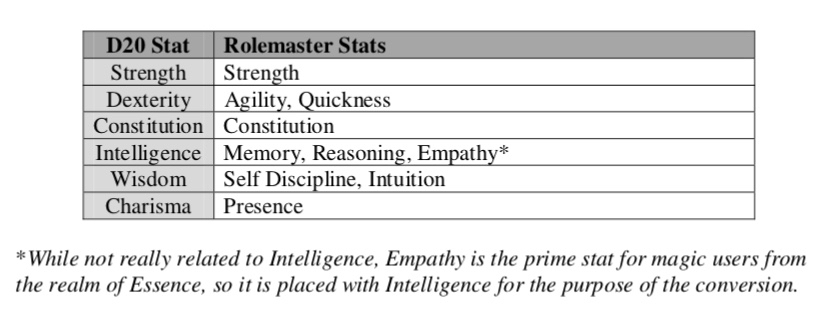 D20 Stat Rolemaster Stats
Strength Strength
Dexterity Agility, Quickness
Constitution Constitution
Intelligence Memory, Reasoning, Empathy*
Wisdom Self Discipline, Intuition
Charisma Presence
*While not really related to Intelligence, Empathy is the prime stat for magic users from
the realm of Essence, so it is placed with Intelligence for the purpose of the conversion.